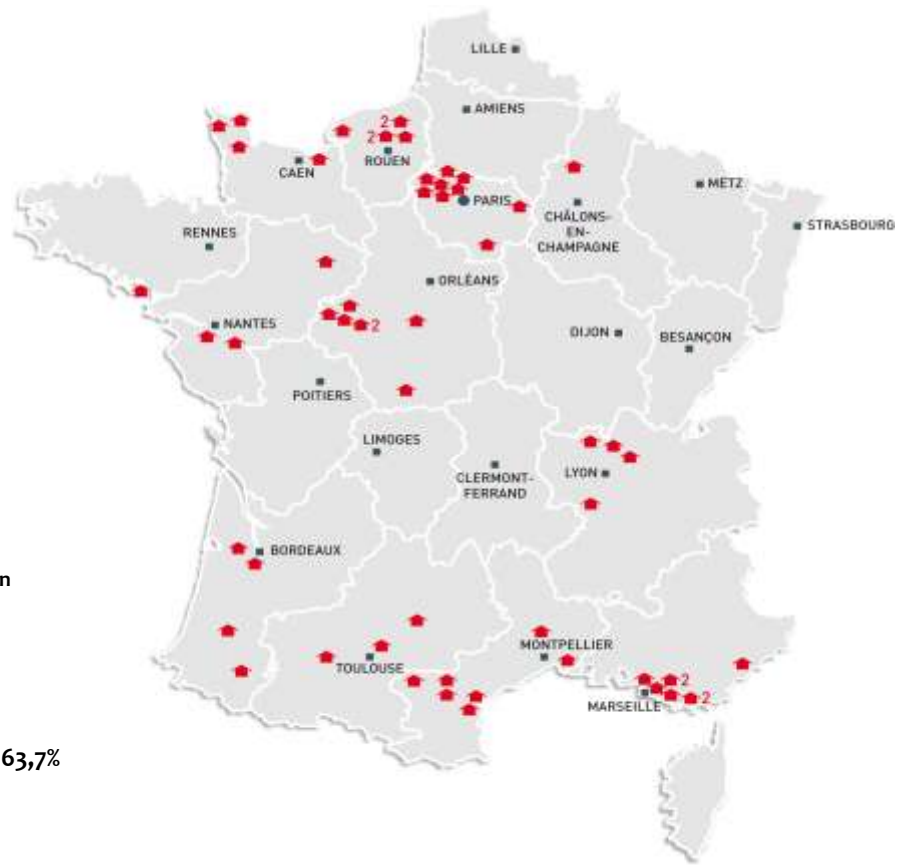 LILLE
AMIENS
2
2
ROUEN
CAEN
PARIS
METZ
CHÂLONS-
EN-
CHAMPAGNE
STRASBOURG
RENNES
ORLÉANS
NANTES
2
DIJON
BESANÇON
POITIERS
LIMOGES
CLERMONT-
FERRAND
LYON
BORDEAUX
n
MONTPELLIER
TOULOUSE
2
2
MARSEILLE
63,7%